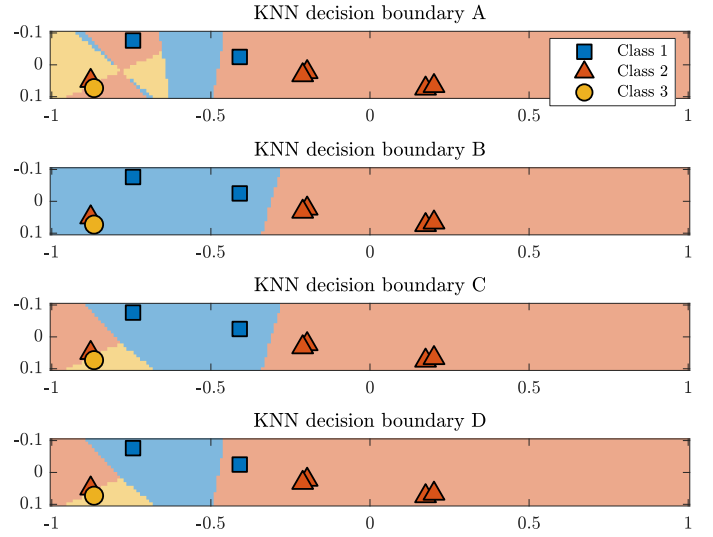 KNN decision boundary A
-0.1
0
0.1
Class 1
Class 2
Class 3
-1 -0.5 0 0.5 1
KNN decision boundary B
-0.1
0
0.1
-1 -0.5 0 0.5 1
KNN decision boundary C
-0.1
0
0.1
-1 -0.5 0 0.5 1
KNN decision boundary D
-0.1
0
0.1
-1 -0.5 0 0.5 1